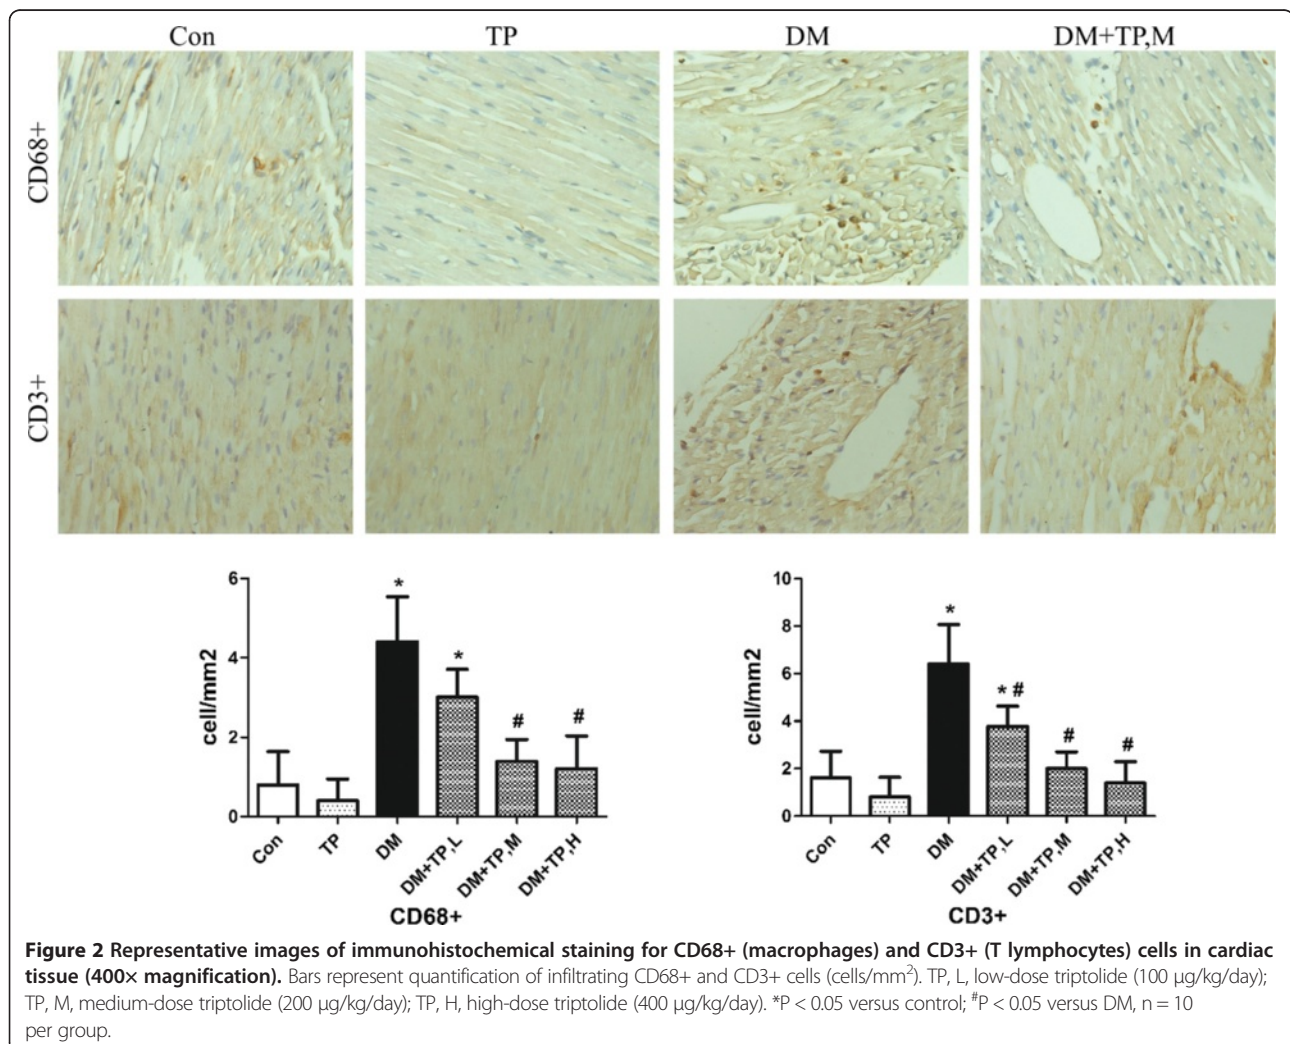 Con TP DM DM+TP,M
CD68+
CD3+
6
4
2
0
cell/mm2
*
*
#
#
Con TP DM DM+TP,L DM+TP,M DM+TP,H
CD68+
10
8
6
4
2
0
cell/mm2
*
* #
#
#
Con TP DM DM+TP,L DM+TP,M DM+TP,H
CD3+
Figure 2 Representative images of immunohistochemical staining for CD68+ (macrophages) and CD3+ (T lymphocytes) cells in cardiac
tissue (400× magnification). Bars represent quantification of infiltrating CD68+ and CD3+ cells (cells/mm²). TP, L, low-dose triptolide (100 μg/kg/day);
TP, M, medium-dose triptolide (200 μg/kg/day); TP, H, high-dose triptolide (400 μg/kg/day). *P < 0.05 versus control; #P < 0.05 versus DM, n = 10
per group.